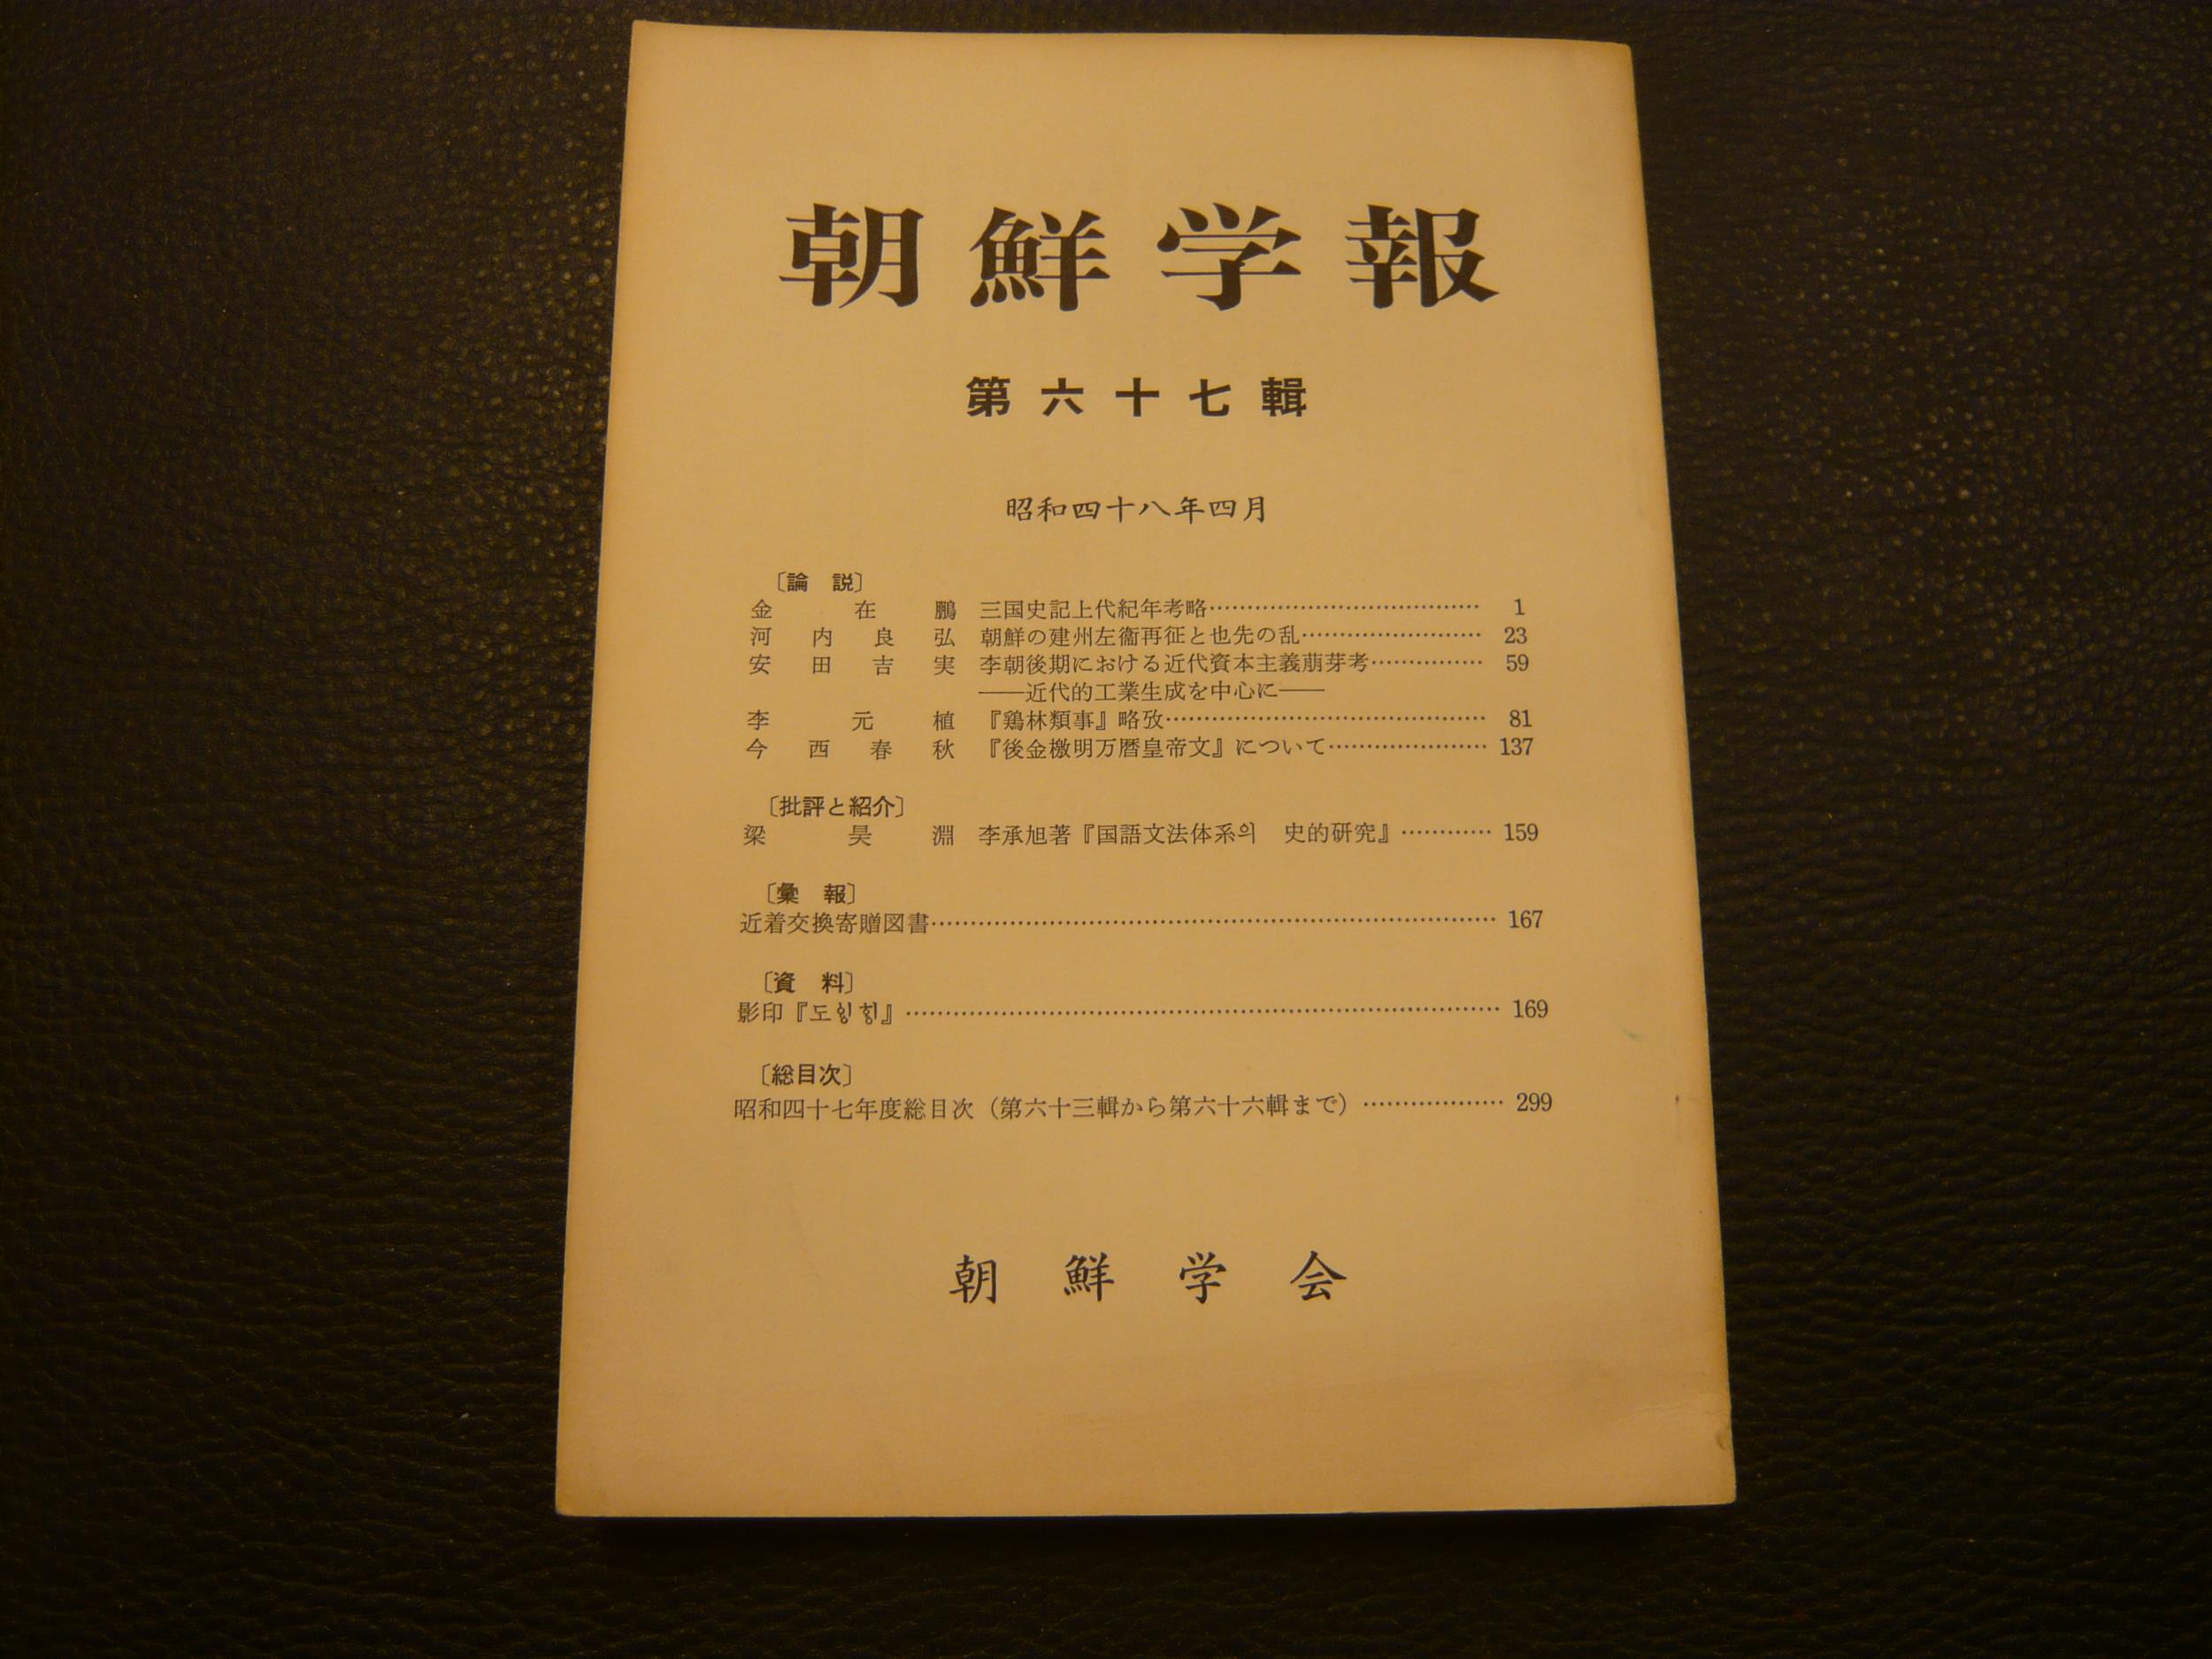 朝鮮学報
第六十七輯
昭和四十八年四月
〔論　説〕
金在鵬　三国史記上代紀年考略…………………………… 1
河内良弘　朝鮮の建州左衞再征と也先の乱…………………… 23
安田吉実　李朝後期における近代資本主義萠芽考…………… 59
――近代的工業生成を中心に――
李元植　『鶏林類事』略攷………………………………… 81
今西春秋　『後金檄明万暦皇帝文』について………………… 137
〔批評と紹介〕
梁昊淵　李承旭著『国語文法体系의　史的研究』………… 159
〔彙　報〕
近着交換寄贈図書……………………………………………… 167
〔資　料〕
影印『도잉힝』……………………………………………… 169
〔総目次〕
昭和四十七年度総目次（第六十三輯から第六十六輯まで）……………… 299
朝鮮学会